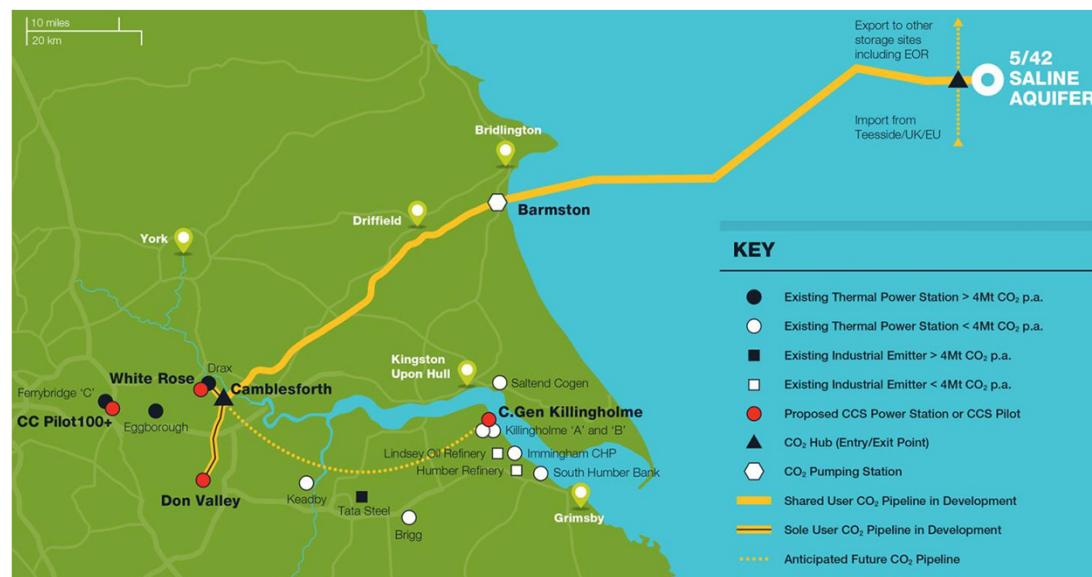 10 miles
20 km
Export to other
storage sites
including EOR
5/42
SALINE
AQUIFER
Import from
Teesside/UK/EU
Bridlington
Barmston
Driffield
York
Kingston
Upon Hull
Saltend Cogen
Drax
White Rose
Camblesforth
Ferrybridge 'C'
CC Pilot100+
Eggborough
C.Gen Killingholme
Killingholme 'A' and 'B'
Lindsey Oil Refinery
Immingham CHP
Humber Refinery
South Humber Bank
Don Valley
Keadby
Tata Steel
Brigg
Grimsby
KEY
Existing Thermal Power Station > 4Mt CO₂ p.a.
Existing Thermal Power Station < 4Mt CO₂ p.a.
Existing Industrial Emitter > 4Mt CO₂ p.a.
Existing Industrial Emitter < 4Mt CO₂ p.a.
Proposed CCS Power Station or CCS Pilot
CO₂ Hub (Entry/Exit Point)
CO₂ Pumping Station
Shared User CO₂ Pipeline in Development
Sole User CO₂ Pipeline in Development
Anticipated Future CO₂ Pipeline